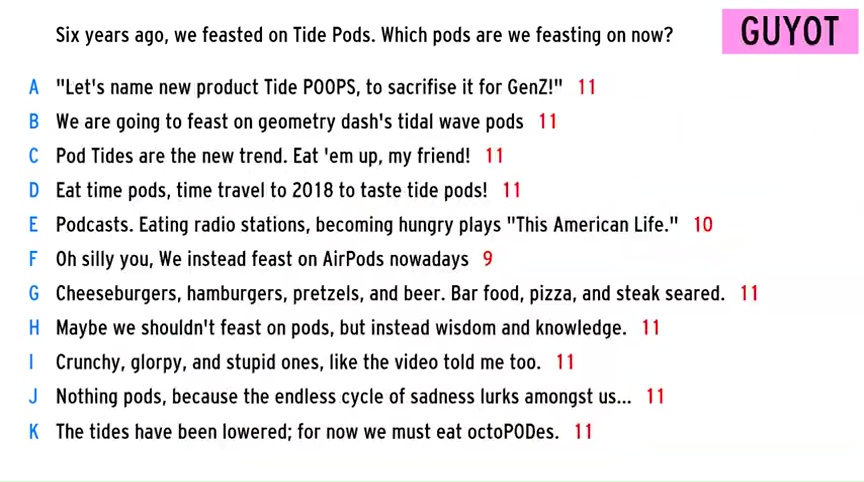 Six years ago, we feasted on Tide Pods. Which pods are we feasting on now?
GUYOT
A "Let's name new product Tide POOPS, to sacrifise it for GenZ!" 11
B We are going to feast on geometry dash's tidal wave pods 11
C Pod Tides are the new trend. Eat 'em up, my friend! 11
D Eat time pods, time travel to 2018 to taste tide pods! 11
E Podcasts. Eating radio stations, becoming hungry plays "This American Life." 10
F Oh silly you, We instead feast on AirPods nowadays 9
G Cheeseburgers, hamburgers, pretzels, and beer. Bar food, pizza, and steak seared. 11
H Maybe we shouldn't feast on pods, but instead wisdom and knowledge. 11
I Crunchy, glorpy, and stupid ones, like the video told me too. 11
J Nothing pods, because the endless cycle of sadness lurks amongst us... 11
K The tides have been lowered; for now we must eat octoPODes. 11